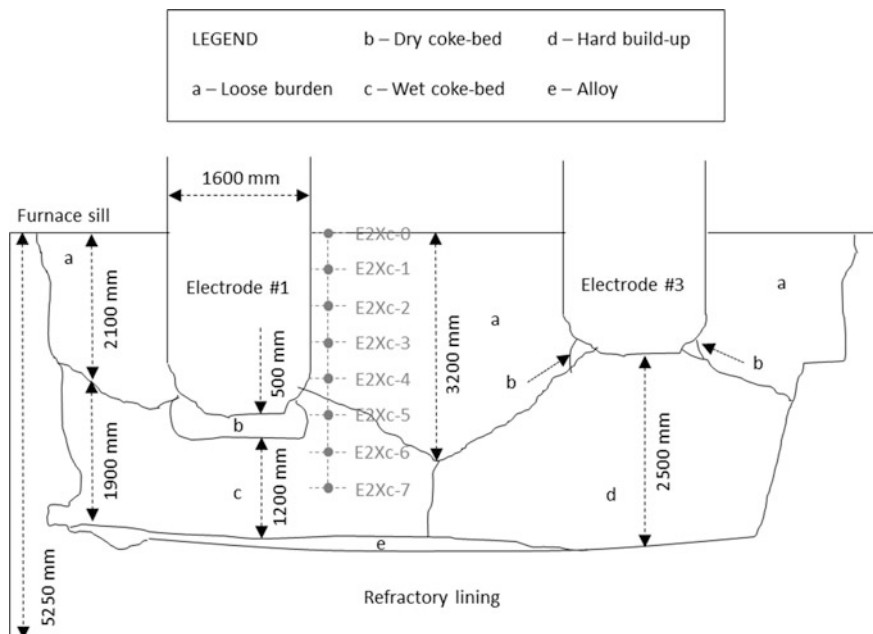 LEGEND
b – Dry coke-bed
d – Hard build-up
a – Loose burden
c – Wet coke-bed
e – Alloy
1600 mm
Furnace sill
E2Xc-0
a
E2Xc-1
Electrode #1
Electrode #3
a
2100 mm
E2Xc-2
a
500 mm
E2Xc-3
3200 mm
b
b
E2Xc-4
E2Xc-5
b
E2Xc-6
1900 mm
c
1200 mm
E2Xc-7
d
2500 mm
e
5250 mm
Refractory lining